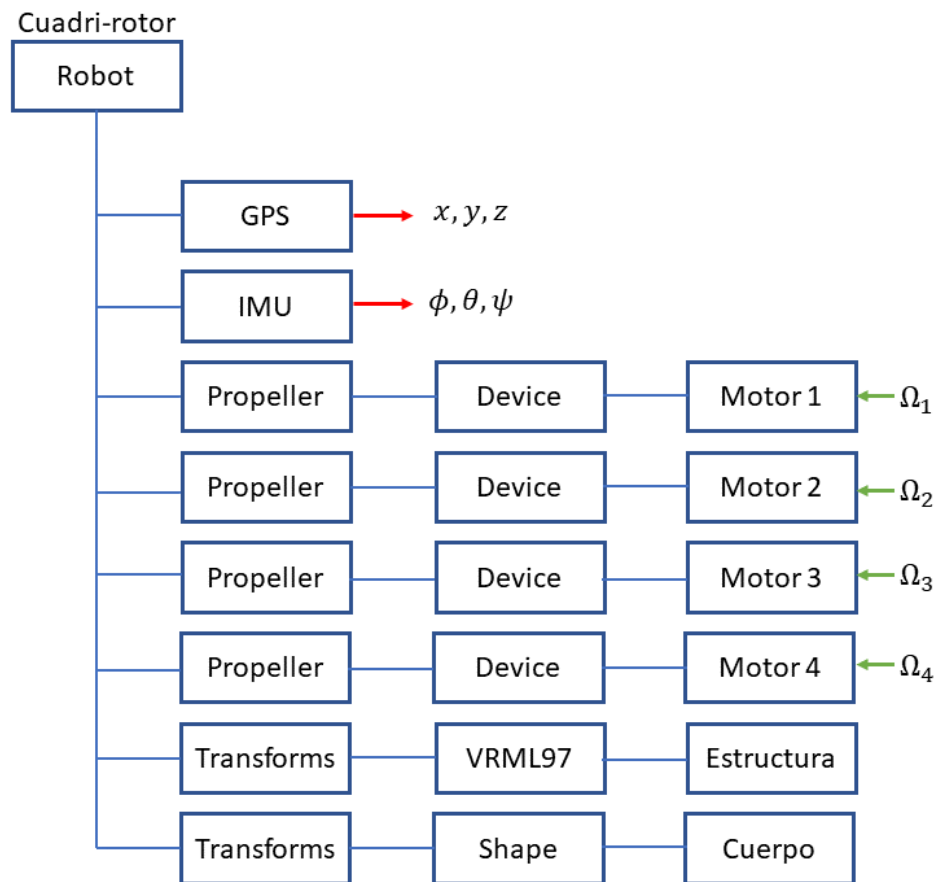 Cuadri-rotor
Robot
GPS
x, y, z
IMU
ϕ, θ, ψ
Propeller Device Motor 1 Ω₁
Propeller Device Motor 2 Ω₂
Propeller Device Motor 3 Ω₃
Propeller Device Motor 4 Ω₄
Transforms VRML97 Estructura
Transforms Shape Cuerpo